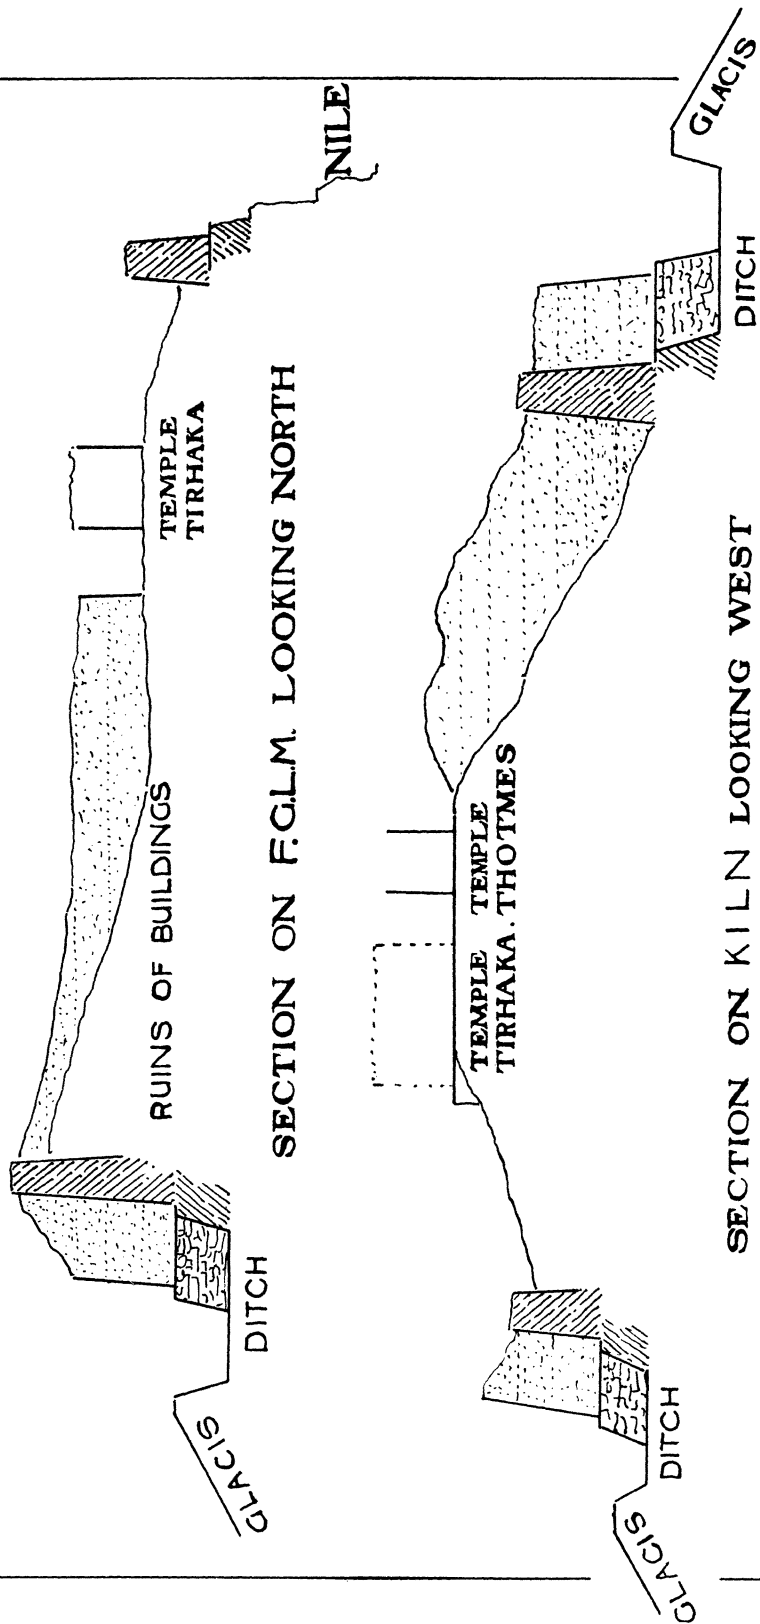 GLACIS
DITCH
RUINS OF BUILDINGS
TEMPLE
TIRHAKA
NILE
SECTION ON F.G.L.M. LOOKING NORTH
GLACIS
DITCH
TEMPLE TEMPLE
TIRHAKA. THOTMES
DITCH
GLACIS
SECTION ON KILN LOOKING WEST